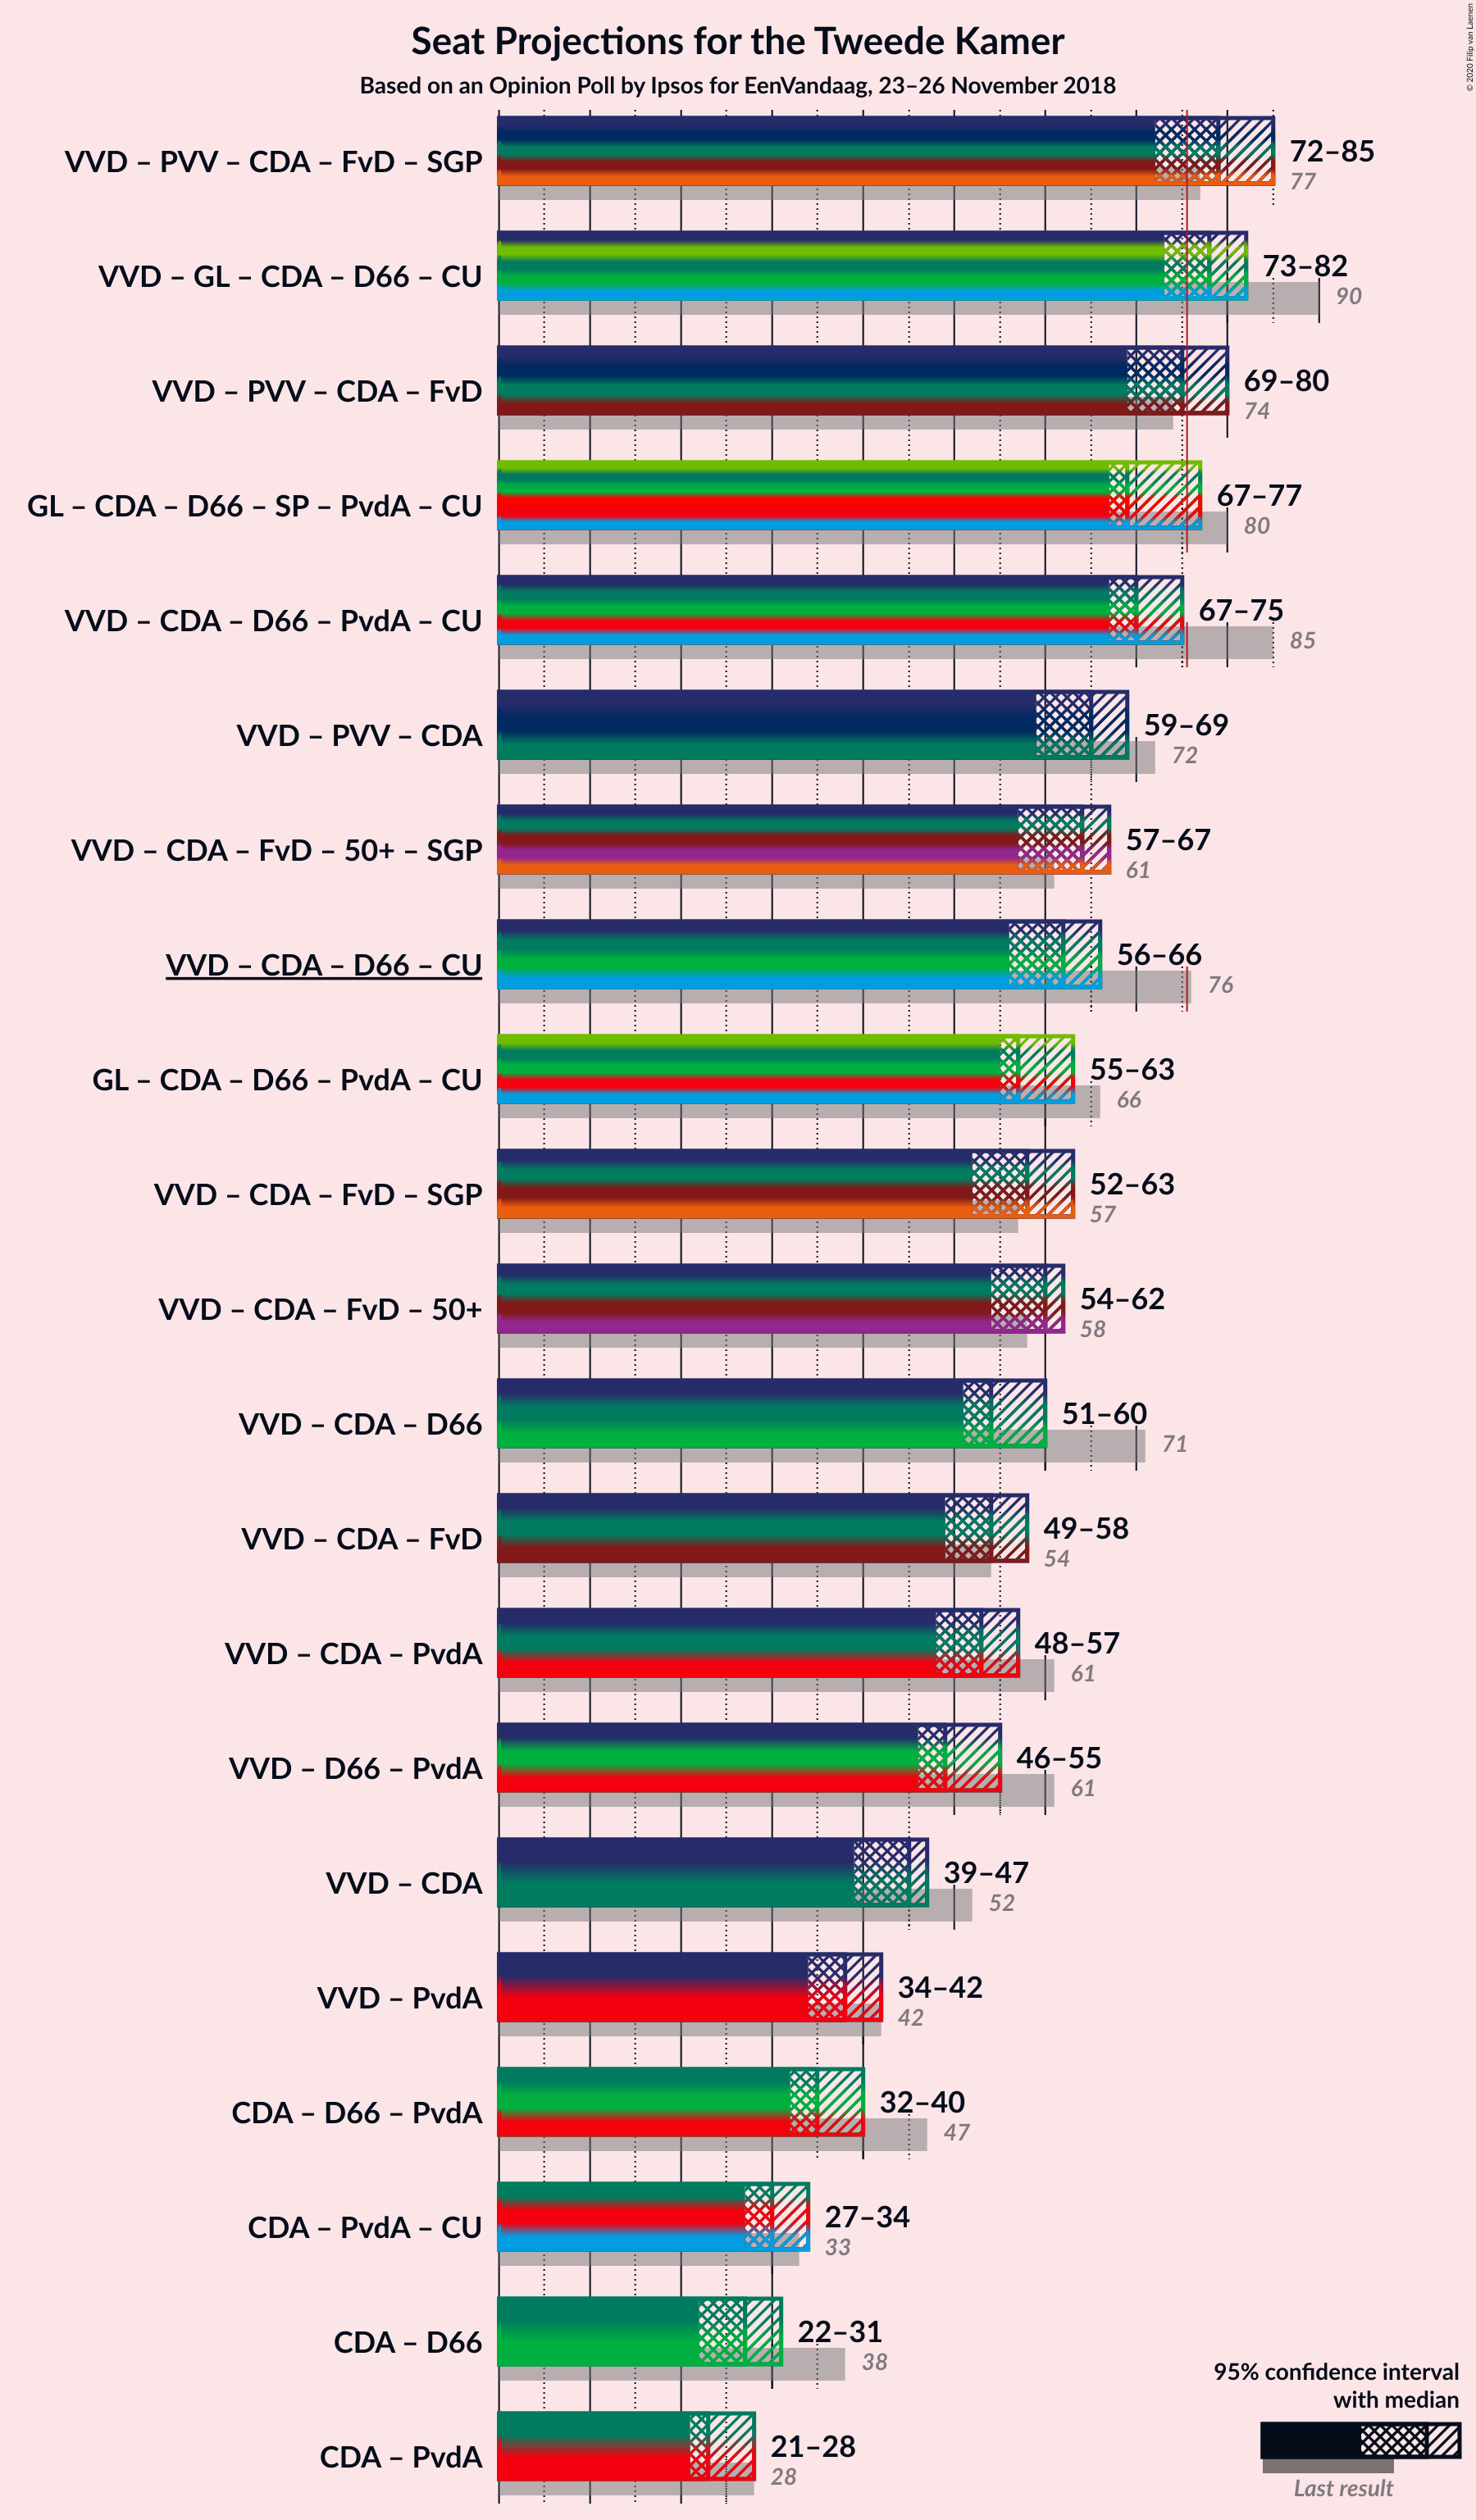 Seat Projections for the Tweede Kamer
Based on an Opinion Poll by Ipsos for EenVandaag, 23–26 November 2018
© 2020 Filip van Laenen
VVD – PVV – CDA – FvD – SGP
72–85
77
VVD – GL – CDA – D66 – CU
73–82
90
VVD – PVV – CDA – FvD
69–80
74
GL – CDA – D66 – SP – PvdA – CU
67–77
80
VVD – CDA – D66 – PvdA – CU
67–75
85
VVD – PVV – CDA
59–69
72
VVD – CDA – FvD – 50+ – SGP
57–67
61
VVD – CDA – D66 – CU
56–66
76
GL – CDA – D66 – PvdA – CU
55–63
66
VVD – CDA – FvD – SGP
52–63
57
VVD – CDA – FvD – 50+
54–62
58
VVD – CDA – D66
51–60
71
VVD – CDA – FvD
49–58
54
VVD – CDA – PvdA
48–57
61
VVD – D66 – PvdA
46–55
61
VVD – CDA
39–47
52
VVD – PvdA
34–42
42
CDA – D66 – PvdA
32–40
47
CDA – PvdA – CU
27–34
33
CDA – D66
22–31
38
CDA – PvdA
21–28
28
95% confidence interval
with median
Last result